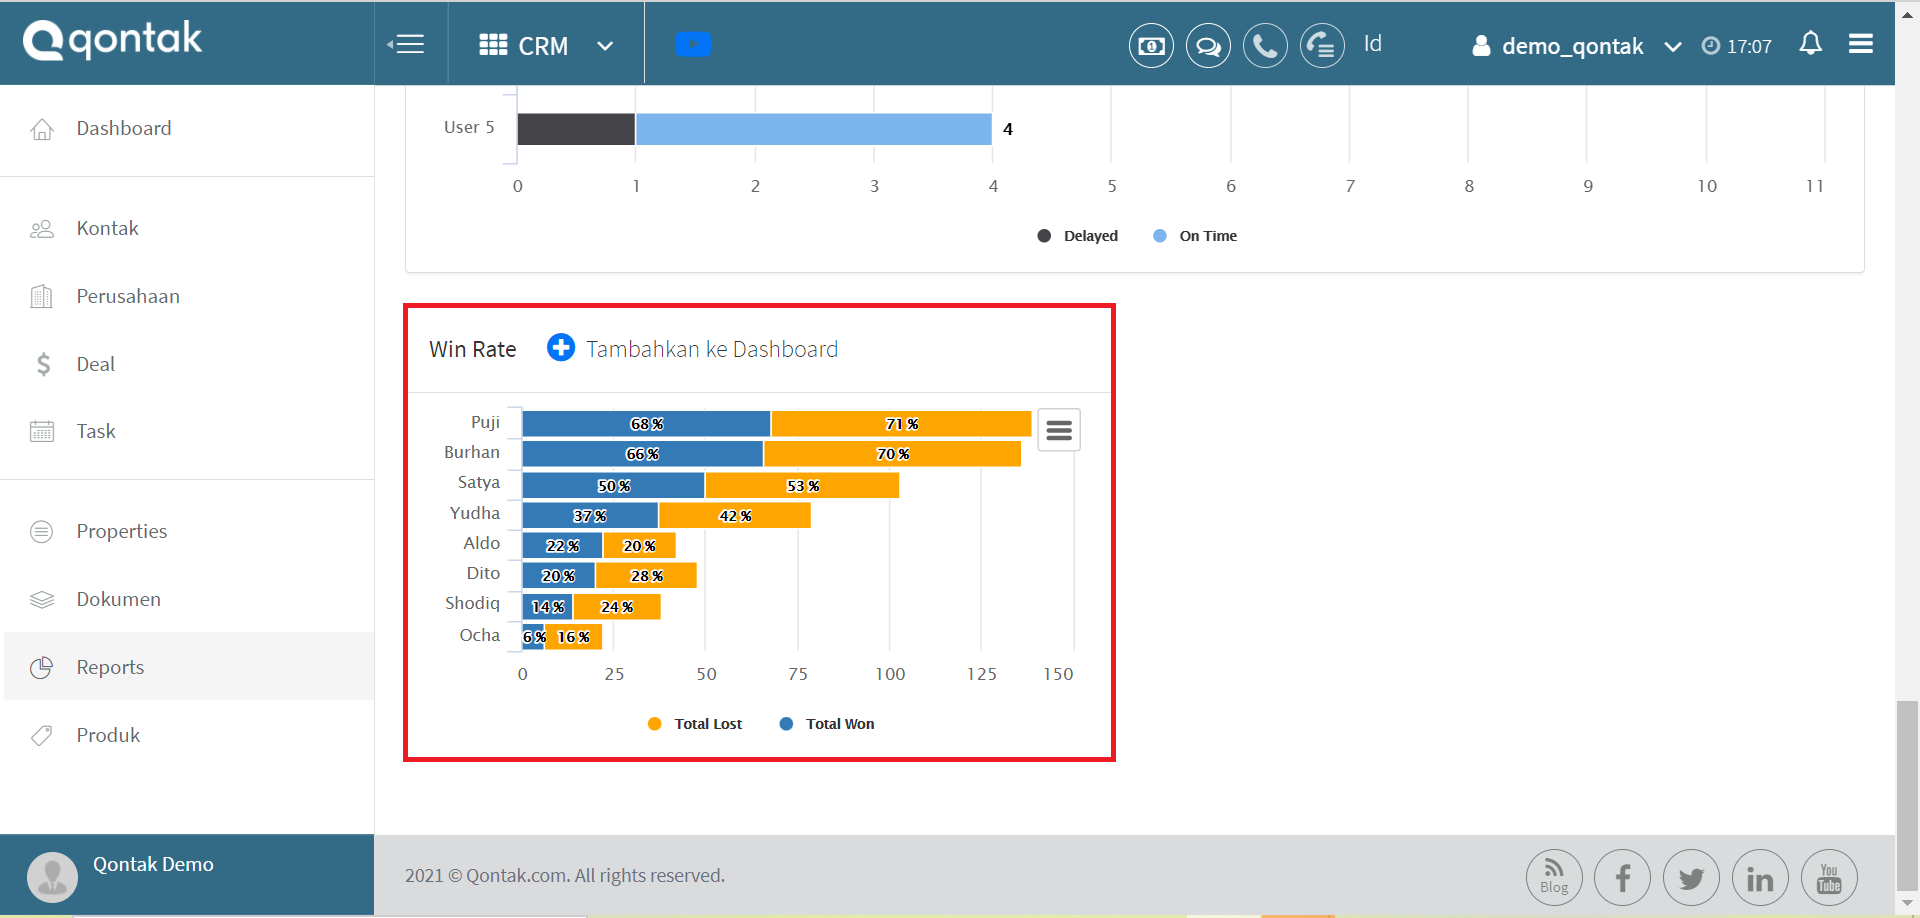 qontak
CRM
Id
demo_qontak
17:07
Dashboard
Kontak
Perusahaan
Deal
Task
Properties
Dokumen
Reports
Produk
Qontak Demo
User 5
4
0 1 2 3 4 5 6 7 8 9 10 11
Delayed On Time
Win Rate Tambahkan ke Dashboard
Puji 68 % 71 %
Burhan 66 % 70 %
Satya 50 % 53 %
Yudha 37 % 42 %
Aldo 22 % 20 %
Dito 20 % 28 %
Shodiq 14 % 24 %
Ocha 6 % 16 %
0 25 50 75 100 125 150
Total Lost Total Won
2021 © Qontak.com. All rights reserved.
Blog
You Tube